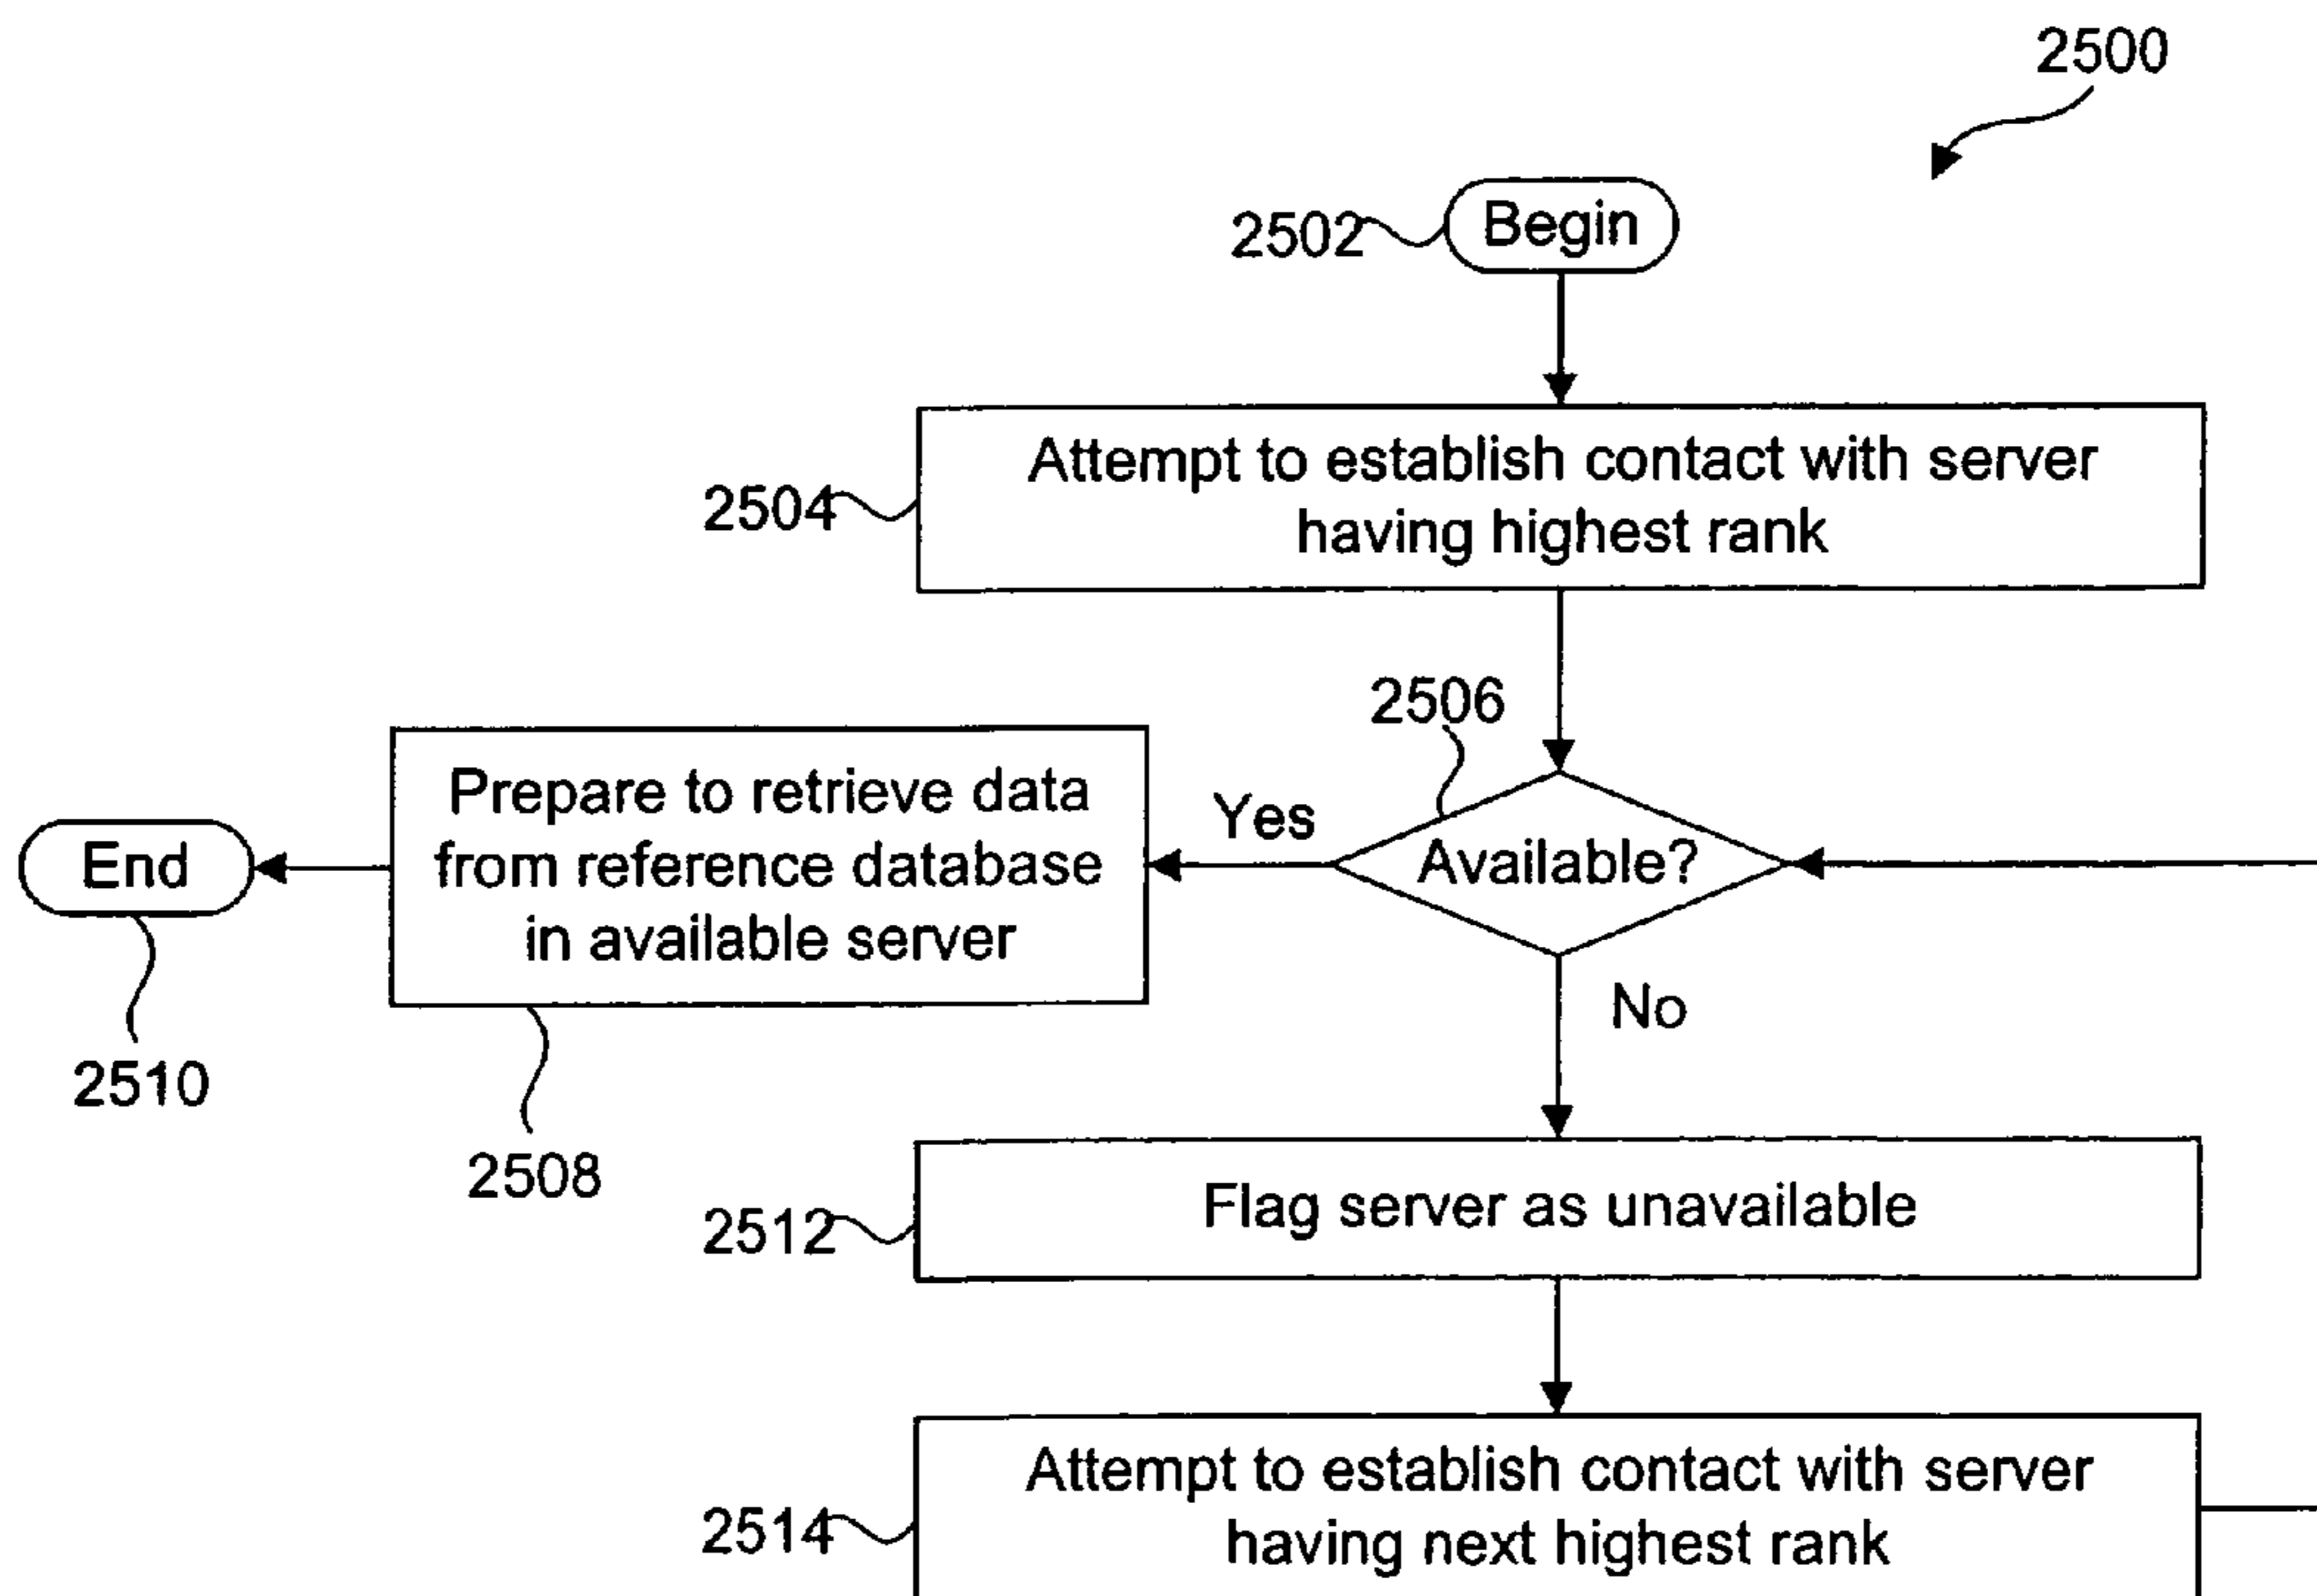 2500
2502
Begin
2504
Attempt to establish contact with server
having highest rank
2506
Available?
Yes
No
Prepare to retrieve data
from reference database
in available server
2508
End
2510
2512
Flag server as unavailable
2514
Attempt to establish contact with server
having next highest rank